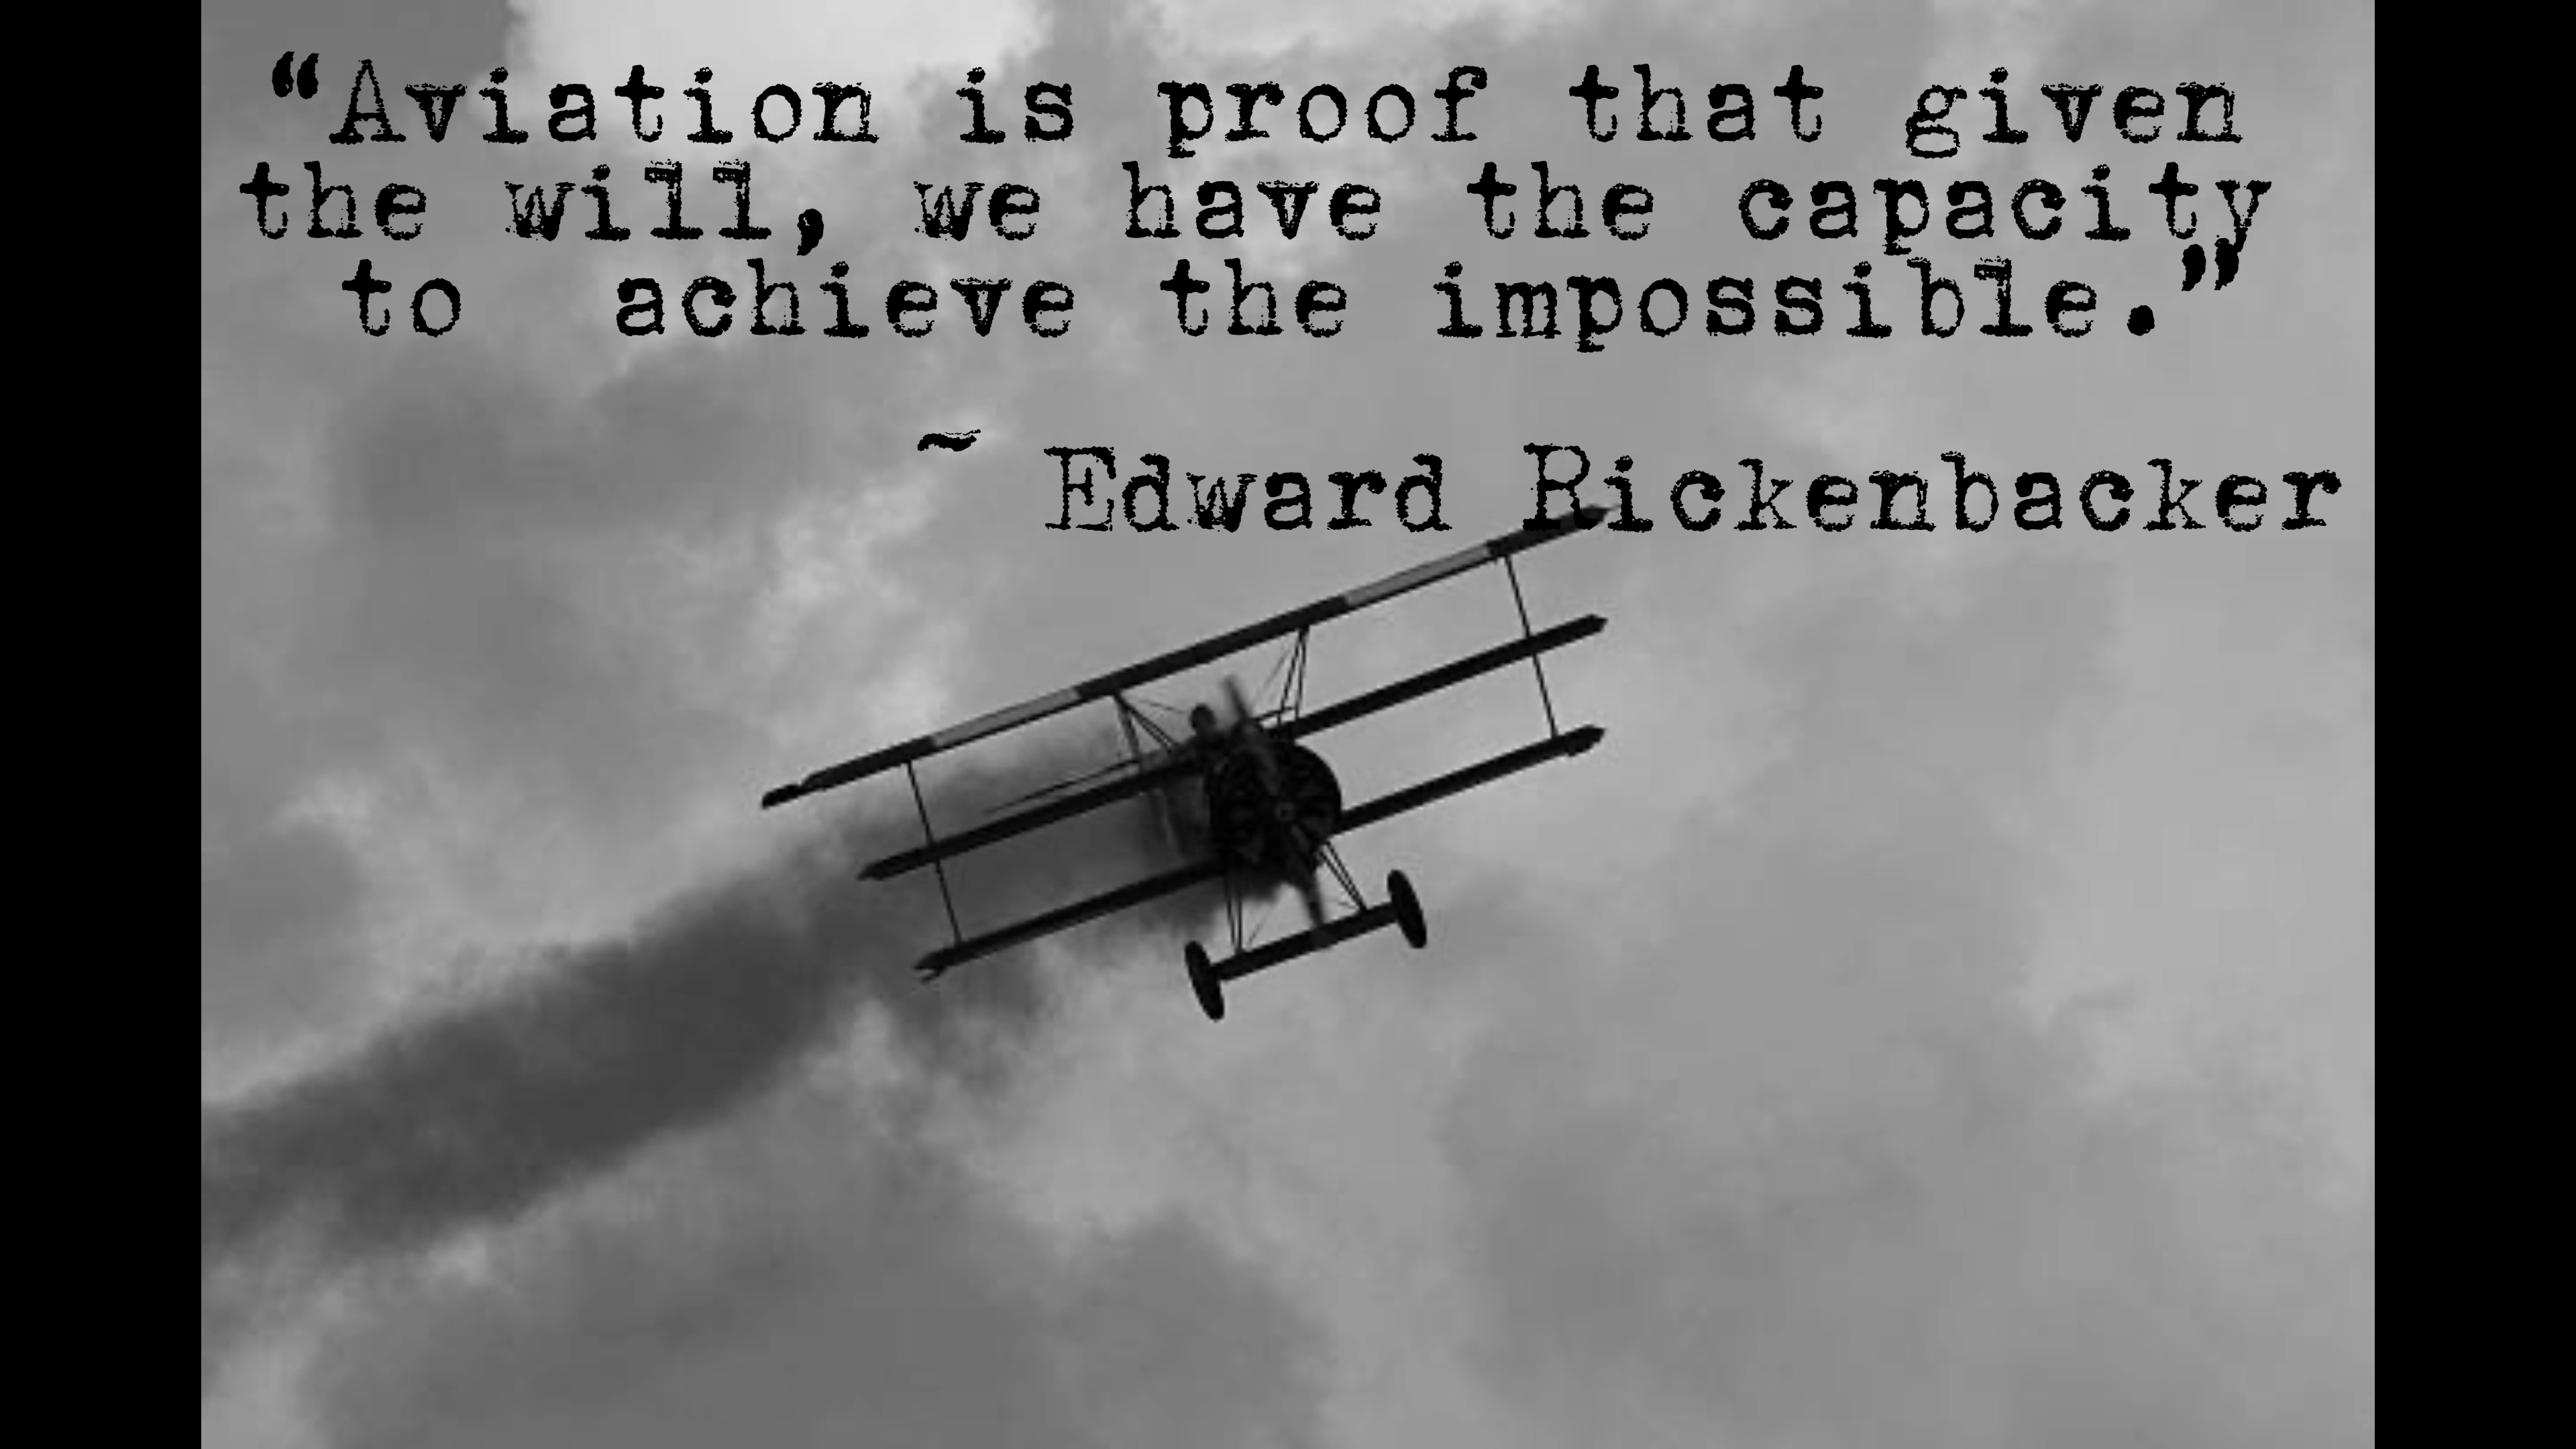 “Aviation is proof that given
the will, we have the capacity
to achieve the impossible.”
~ Edward Rickenbacker